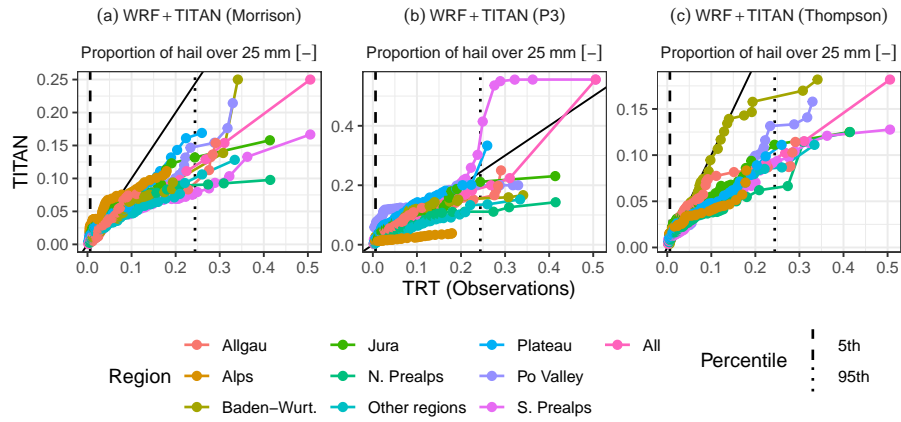 (a) WRF+TITAN (Morrison)
(b) WRF+TITAN (P3)
(c) WRF+TITAN (Thompson)
Proportion of hail over 25 mm [−]
Proportion of hail over 25 mm [−]
Proportion of hail over 25 mm [−]
TITAN
0.25
0.20
0.15
0.10
0.05
0.00
0.4
0.2
0.0
0.15
0.10
0.05
0.00
0.0 0.1 0.2 0.3 0.4 0.5
0.0 0.1 0.2 0.3 0.4 0.5
0.0 0.1 0.2 0.3 0.4 0.5
TRT (Observations)
Region
Allgau
Alps
Baden−Wurt.
Jura
N. Prealps
Other regions
Plateau
Po Valley
S. Prealps
All
Percentile
5th
95th